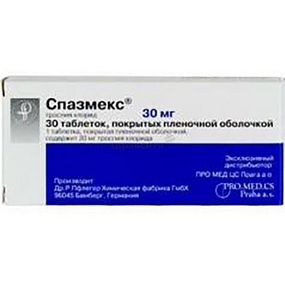 Спазмекс® 30 мг
троспия хлорид
30 таблеток, покрытых пленочной оболочкой
1 таблетка, покрытая пленочной оболочкой,
содержит 30 мг троспия хлорида
Эксклюзивный
дистрибьютор
ПРО МЕД ЦС Прага а.о.
PRO.MED.CS
Praha a.s.
Производитель
Др.Р.Пфлегер Химическая фабрика ГмбХ
96045 Бамберг, Германия